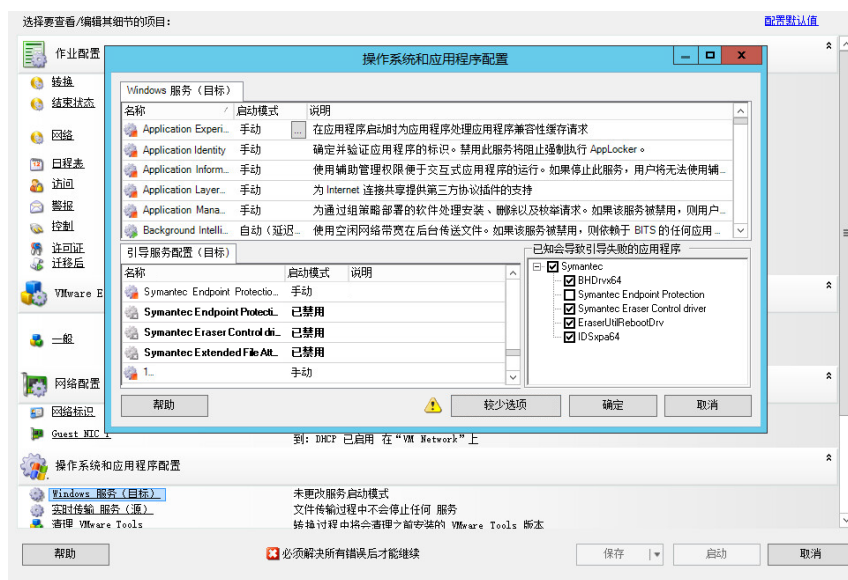 选择要查看/编辑其细节的项目:
配置默认值
作业配置
转换
结束状态
网络
日程表
访问
警报
控制
许可证
迁移后
VMware E
一般
网络配置
网络标识
Guest NIC 1
到: DHCP 已启用 在“VM Network”上
操作系统和应用程序配置
Windows 服务(目标)
未更改服务启动模式
实时传输 服务(源)
文件传输过程中不会停止任何 服务
清理 VMware Tools
转换过程中将会清理之前安装的 VMware Tools 版本
帮助
必须解决所有错误后才能继续
保存
启动
取消
操作系统和应用程序配置
Windows 服务(目标)
名称 启动模式 说明
Application Experi... 手动 ... 在应用程序启动时为应用程序处理应用程序兼容性缓存请求
Application Identity 手动 确定并验证应用程序的标识。禁用此服务将阻止强制执行 AppLocker。
Application Inform... 手动 使用辅助管理权限便于交互式应用程序的运行。如果停止此服务，用户将无法使用辅...
Application Layer... 手动 为 Internet 连接共享提供第三方协议插件的支持
Application Mana... 手动 为通过组策略部署的软件处理安装、删除以及枚举请求。如果该服务被禁用，则用户...
Background Intelli... 自动(延迟... 使用空闲网络带宽在后台传送文件。如果该服务被禁用，则依赖于 BITS 的任何应用...
引导服务配置(目标)
名称 启动模式 说明
Symantec Endpoint Protectio... 手动
Symantec Endpoint Protecti... 已禁用
Symantec Eraser Control dri... 已禁用
Symantec Extended File Att... 已禁用
1... 手动
已知会导致引导失败的应用程序
Symantec
BHDrvx64
Symantec Endpoint Protection
Symantec Eraser Control driver
EraserUtilRebootDrv
IDSxpa64
帮助
较少选项
确定
取消